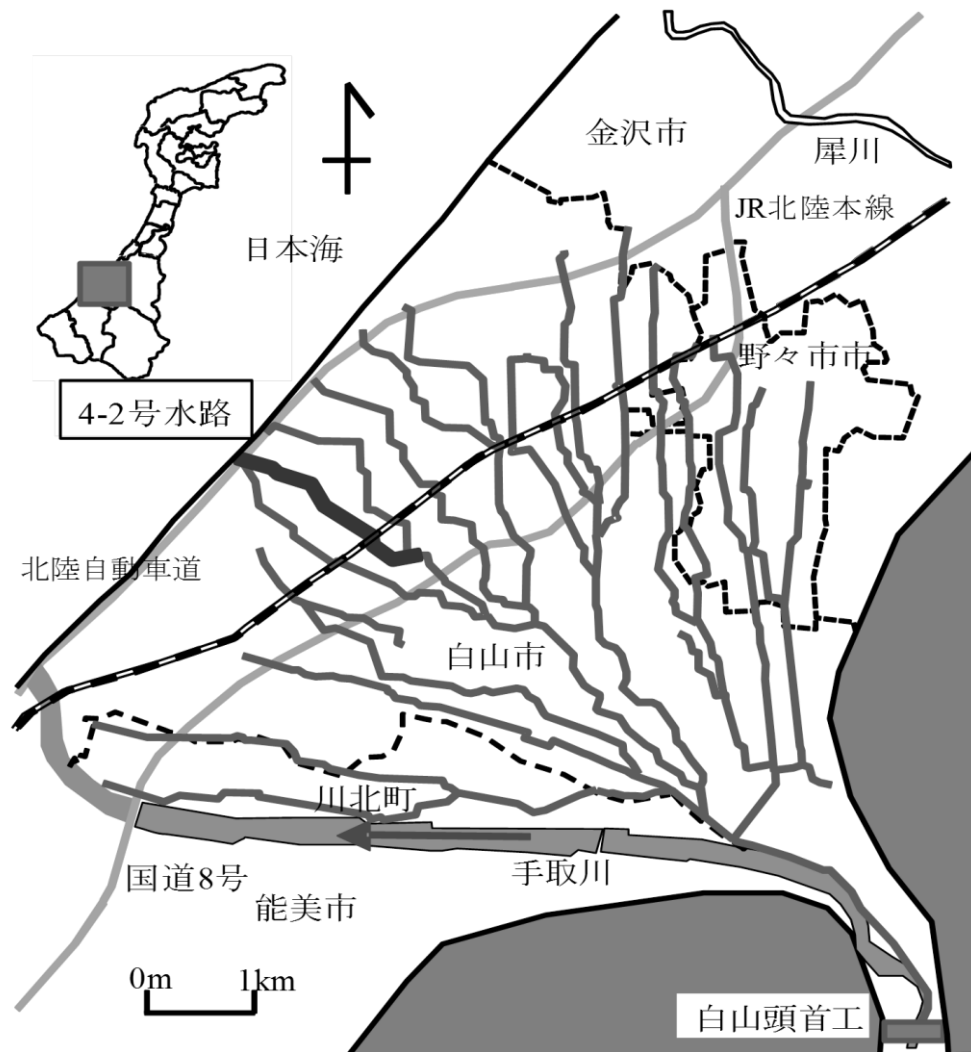 金沢市
犀川
JR北陸本線
日本海
野々市市
4-2号水路
北陸自動車道
白山市
川北町
国道8号
手取川
能美市
0m 1km
白山頭首工